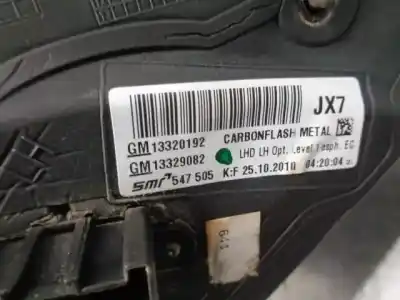 JX7
GM 13320192 CARBONFLASH METAL
GM 13329082 LHD LH Opt. Level 1 asph. EC
smr 547 505 K:F 25.10.2010 04:20:04